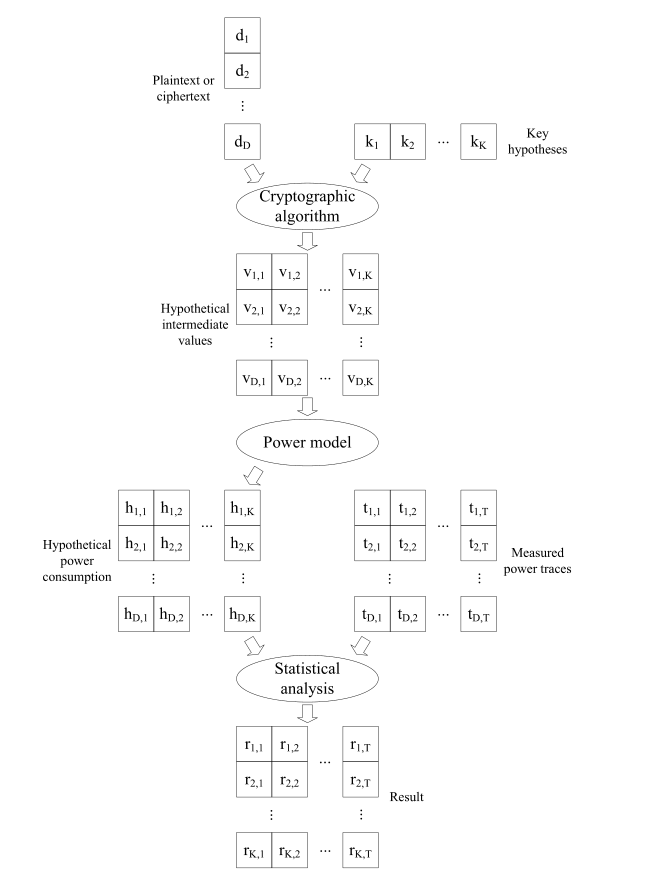 d1
d2
Plaintext or
ciphertext
⋮
dD
k1 k2 ... kK
Key
hypotheses
Cryptographic
algorithm
v1,1 v1,2 ... v1,K
v2,1 v2,2 v2,K
Hypothetical
intermediate
values
⋮ ⋮
vD,1 vD,2 ... vD,K
Power model
h1,1 h1,2 ... h1,K
h2,1 h2,2 h2,K
Hypothetical
power
consumption
⋮ ⋮
hD,1 hD,2 ... hD,K
t1,1 t1,2 ... t1,T
t2,1 t2,2 t2,T
Measured
power traces
⋮ ⋮
tD,1 tD,2 ... tD,T
Statistical
analysis
r1,1 r1,2 ... r1,T
r2,1 r2,2 r2,T
Result
⋮ ⋮
rK,1 rK,2 ... rK,T